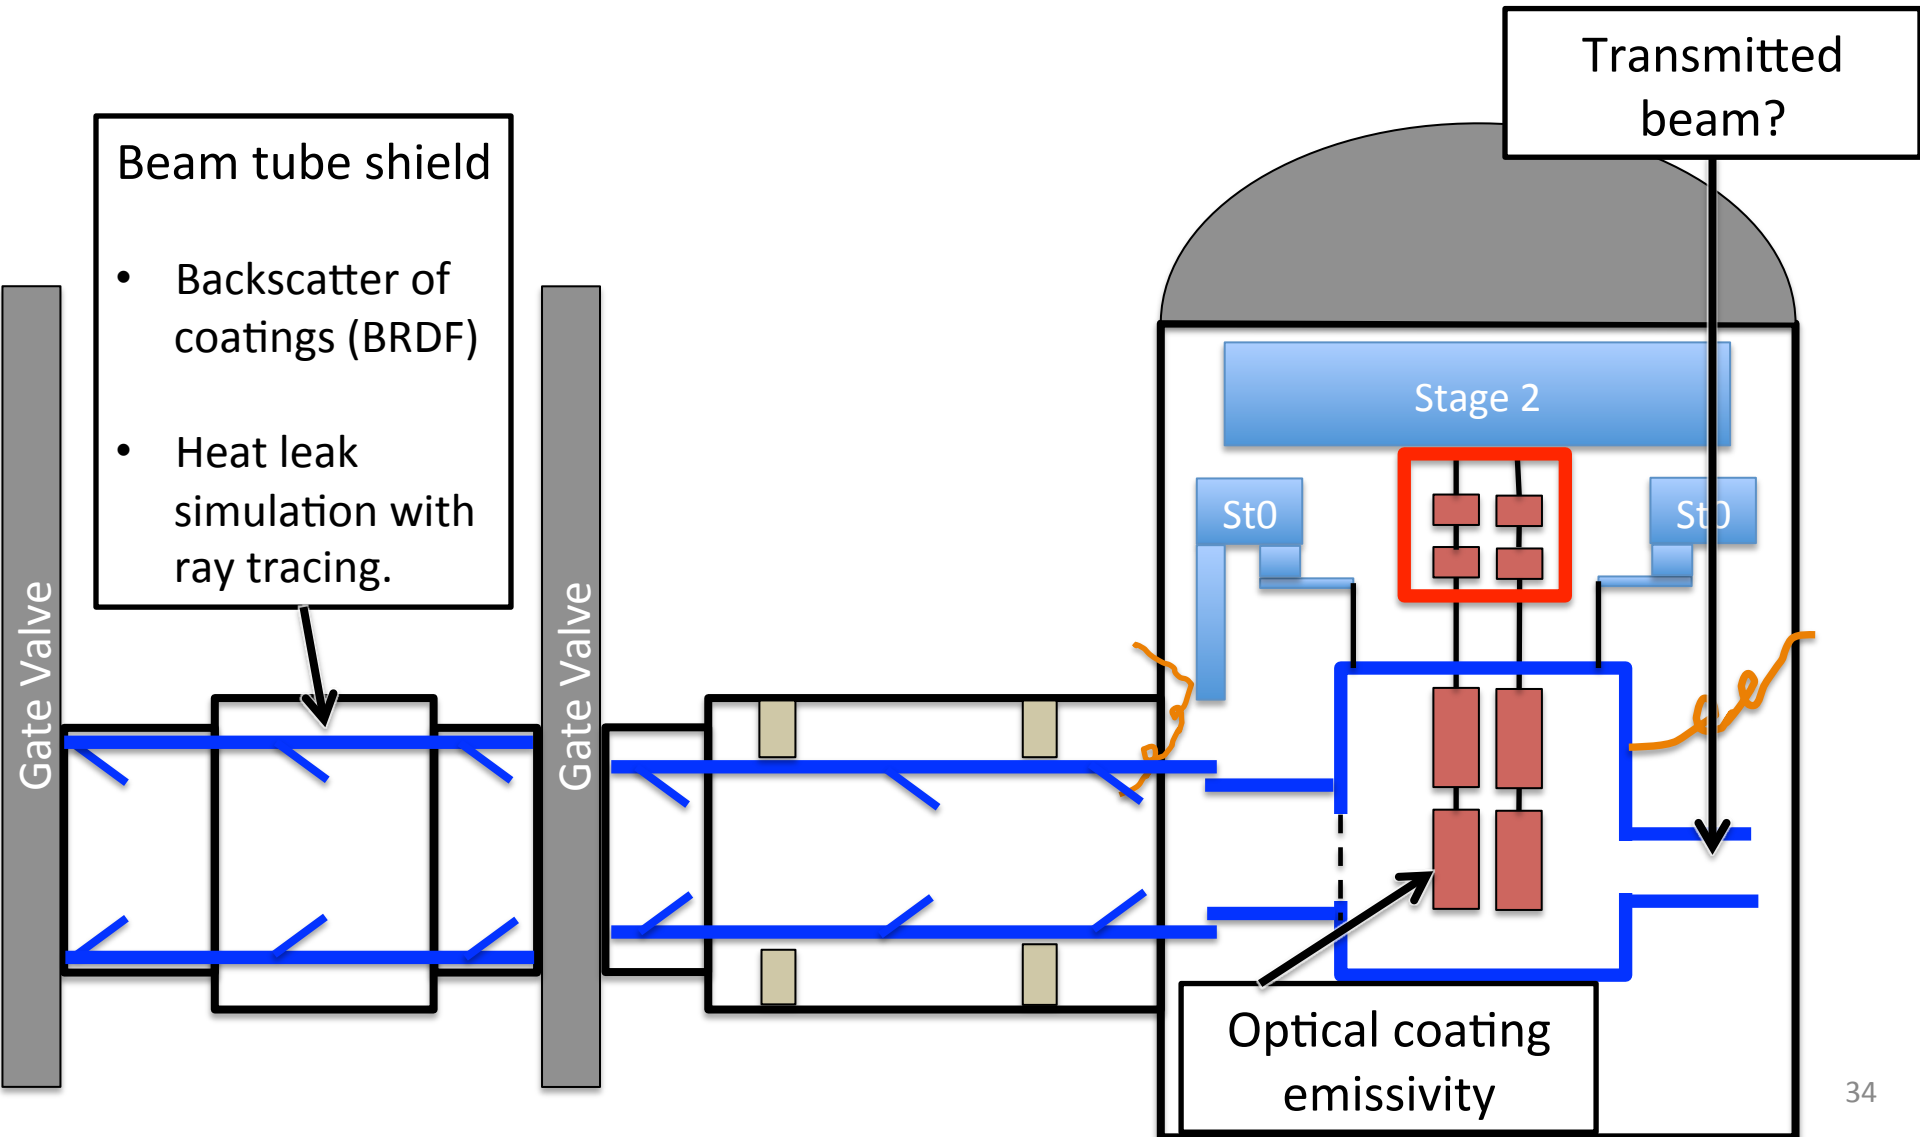 Transmitted
beam?
Beam tube shield
• Backscatter of
coatings (BRDF)
• Heat leak
simulation with
ray tracing.
Gate Valve
Gate Valve
Stage 2
St0
St0
Optical coating
emissivity
34